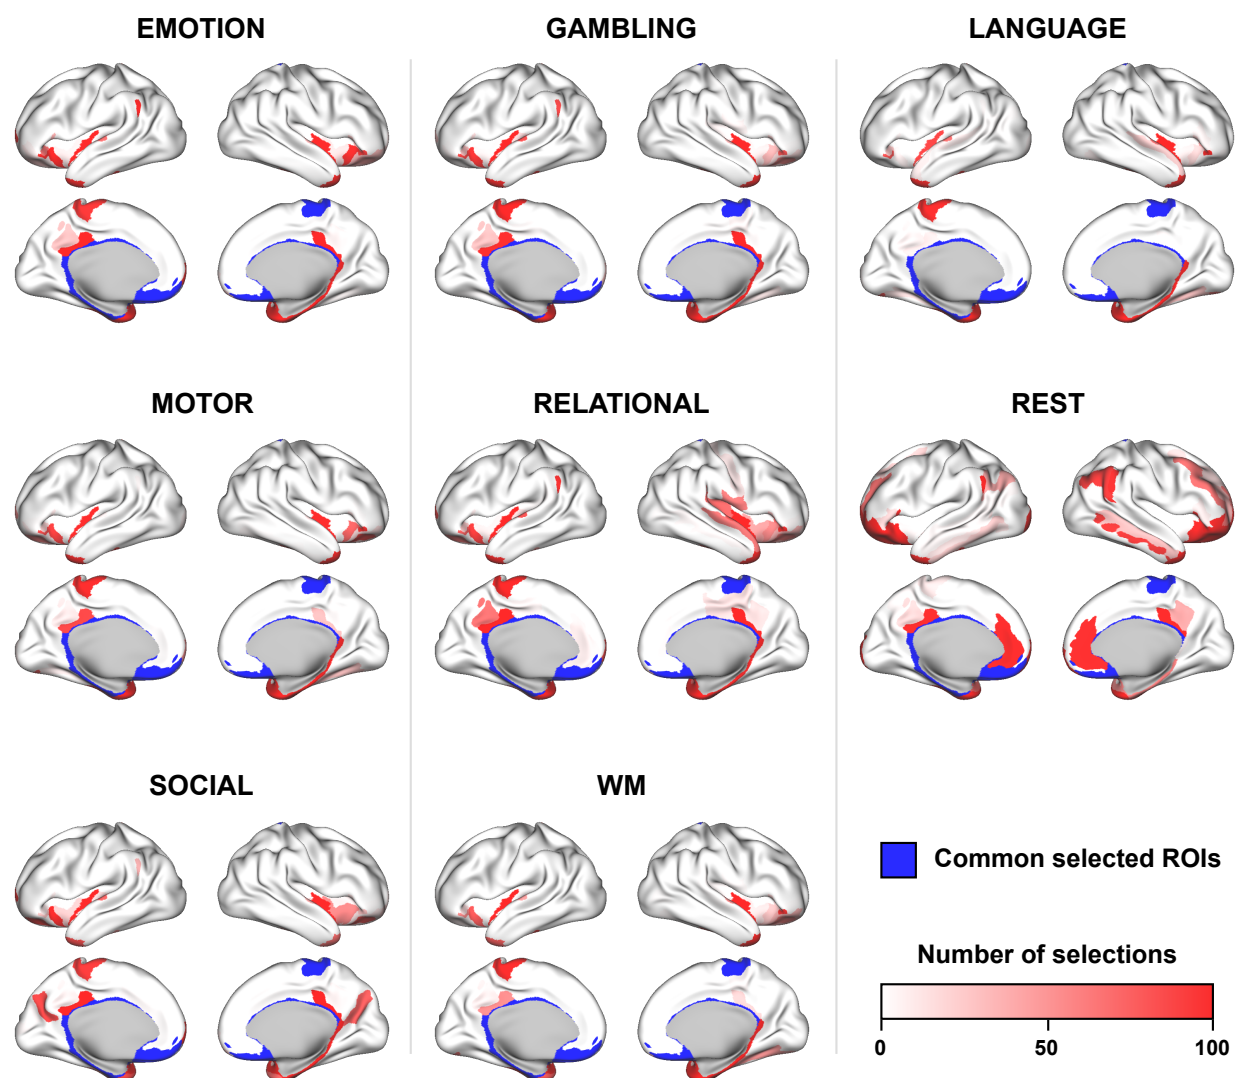 EMOTION
GAMBLING
LANGUAGE
MOTOR
RELATIONAL
REST
SOCIAL
WM
Common selected ROIs
Number of selections
0 50 100